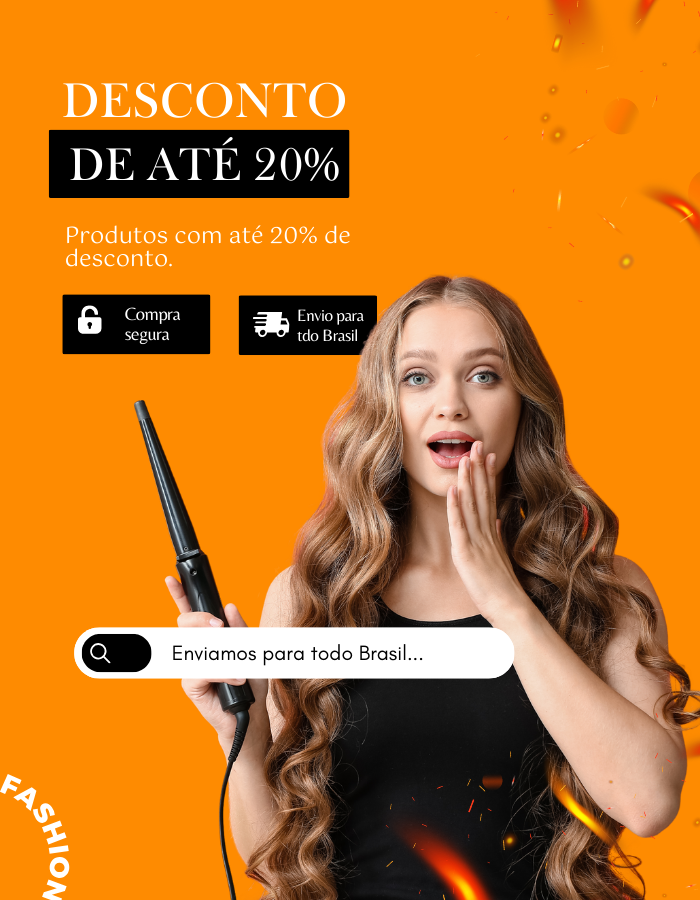 DESCONTO
DE ATÉ 20%
Produtos com até 20% de
desconto.
Compra
segura
Envio para
tdo Brasil
Enviamos para todo Brasil...
FASHION